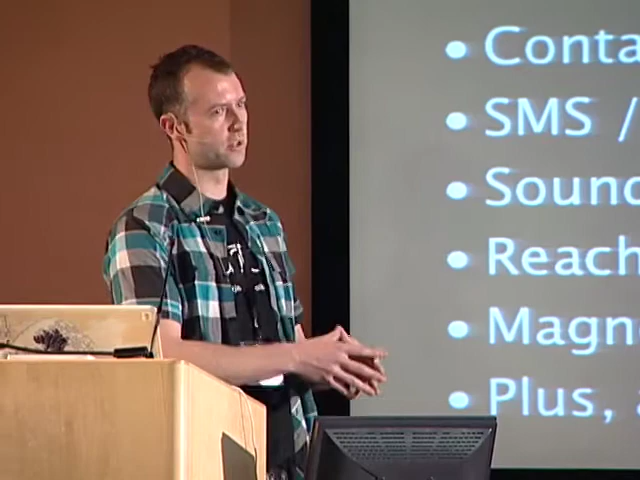 • Conta
• SMS /
• Sound
• Reach
• Magne
• Plus, a